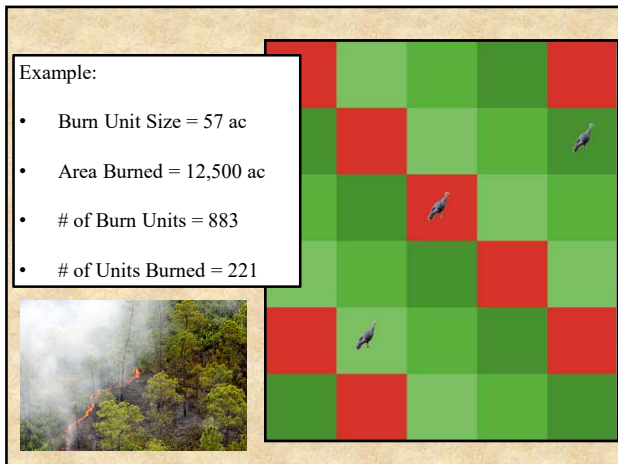 Example:
• Burn Unit Size = 57 ac
• Area Burned = 12,500 ac
• # of Burn Units = 883
• # of Units Burned = 221